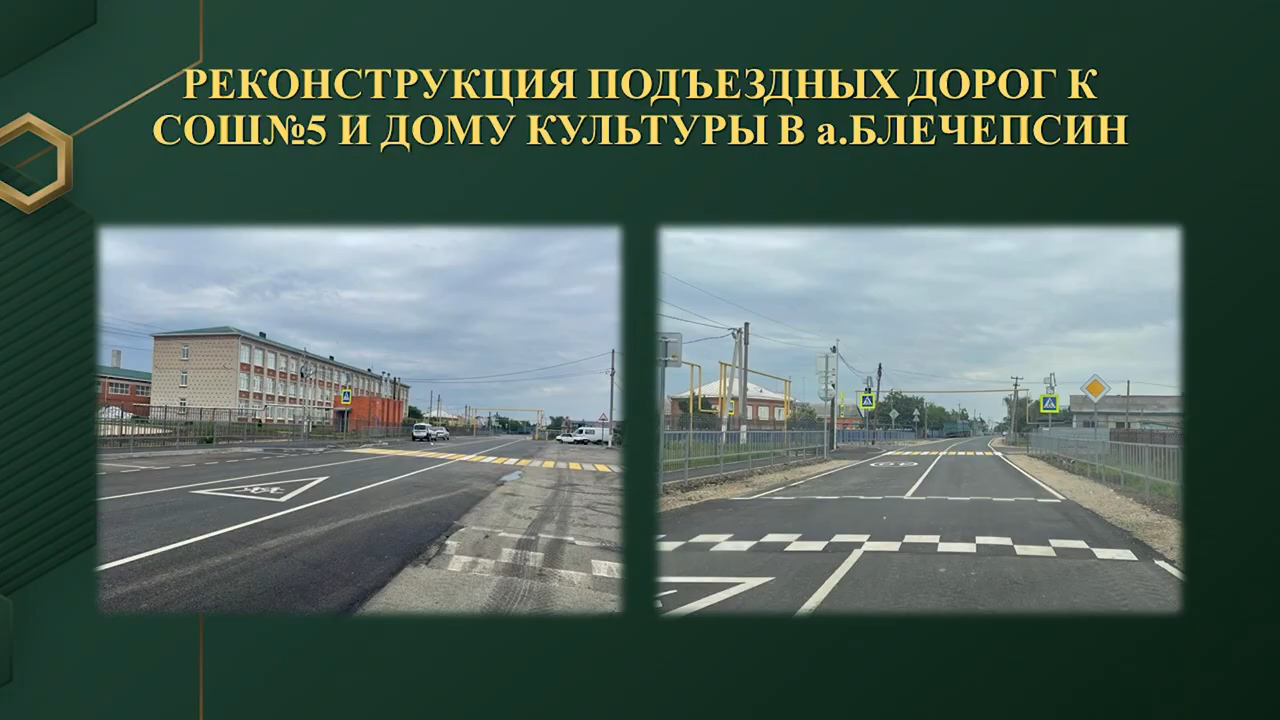 РЕКОНСТРУКЦИЯ ПОДЪЕЗДНЫХ ДОРОГ К
СОШ№5 И ДОМУ КУЛЬТУРЫ В а.БЛЕЧЕПСИН